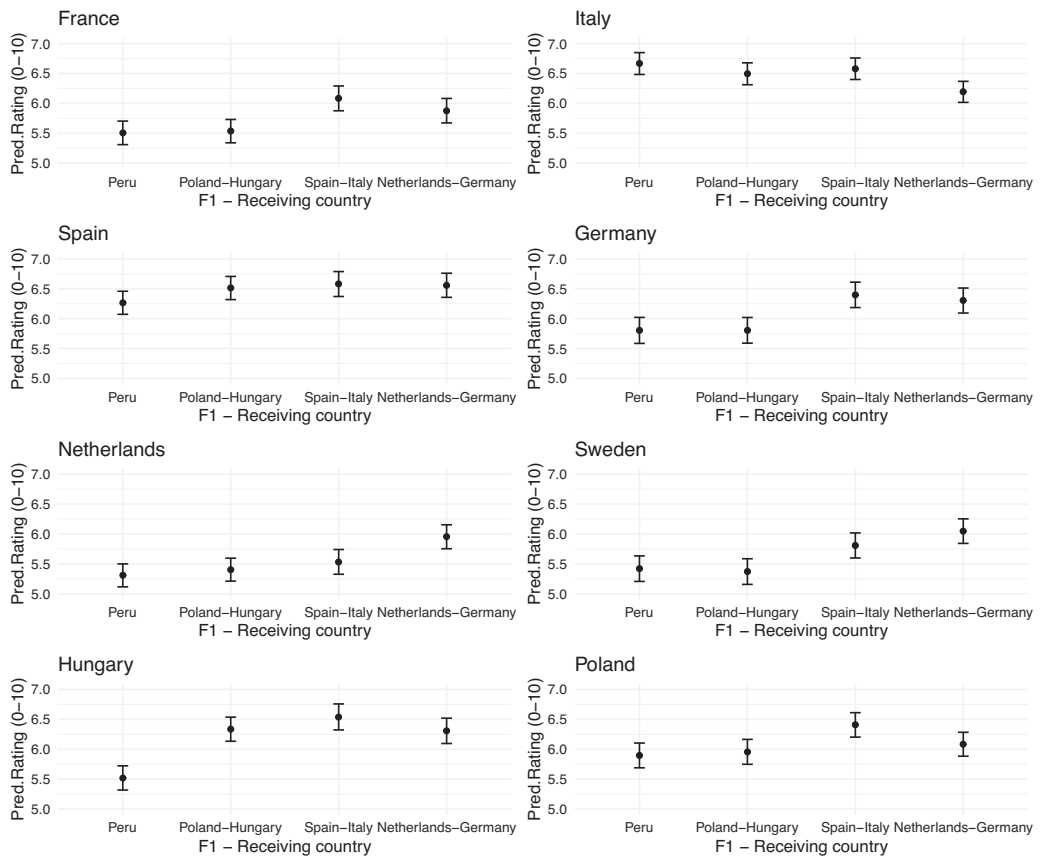 France
Pred.Rating (0−10)
7.0
6.5
6.0
5.5
5.0
Peru Poland−Hungary Spain−Italy Netherlands−Germany
F1 − Receiving country
Italy
Pred.Rating (0−10)
7.0
6.5
6.0
5.5
5.0
Peru Poland−Hungary Spain−Italy Netherlands−Germany
F1 − Receiving country
Spain
Pred.Rating (0−10)
7.0
6.5
6.0
5.5
5.0
Peru Poland−Hungary Spain−Italy Netherlands−Germany
F1 − Receiving country
Germany
Pred.Rating (0−10)
7.0
6.5
6.0
5.5
5.0
Peru Poland−Hungary Spain−Italy Netherlands−Germany
F1 − Receiving country
Netherlands
Pred.Rating (0−10)
7.0
6.5
6.0
5.5
5.0
Peru Poland−Hungary Spain−Italy Netherlands−Germany
F1 − Receiving country
Sweden
Pred.Rating (0−10)
7.0
6.5
6.0
5.5
5.0
Peru Poland−Hungary Spain−Italy Netherlands−Germany
F1 − Receiving country
Hungary
Pred.Rating (0−10)
7.0
6.5
6.0
5.5
5.0
Peru Poland−Hungary Spain−Italy Netherlands−Germany
F1 − Receiving country
Poland
Pred.Rating (0−10)
7.0
6.5
6.0
5.5
5.0
Peru Poland−Hungary Spain−Italy Netherlands−Germany
F1 − Receiving country